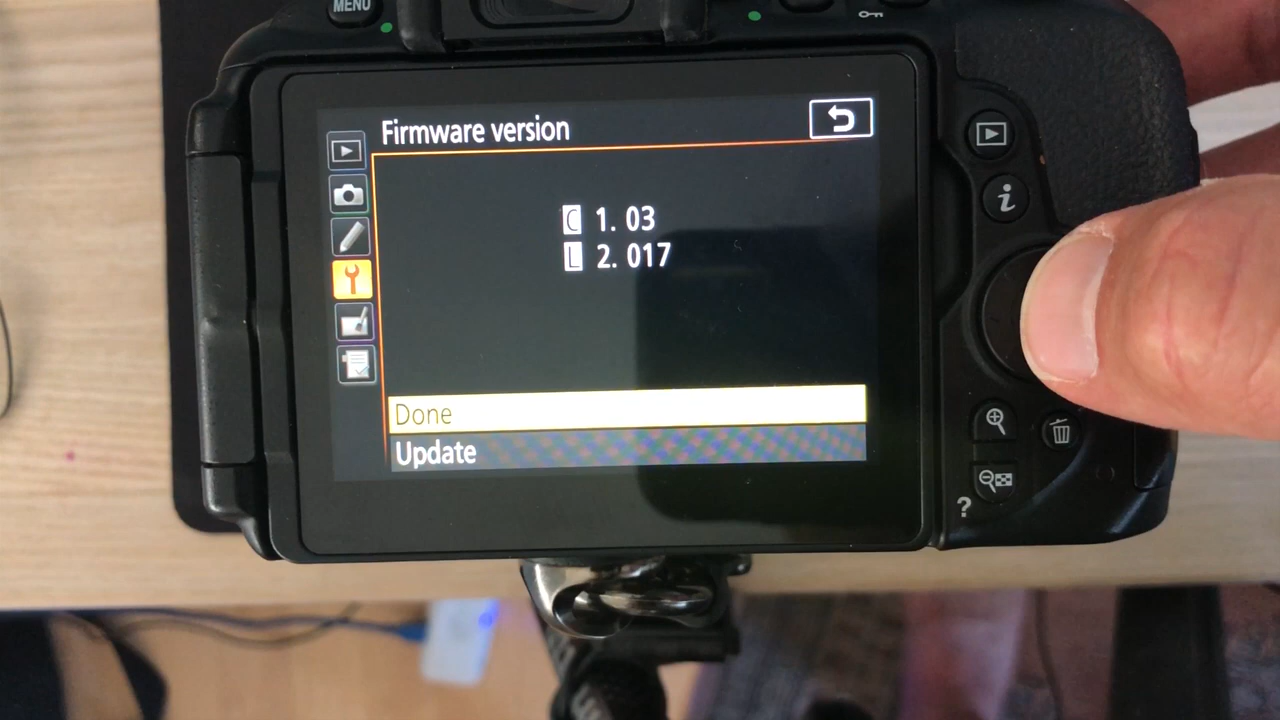 MENU
Firmware version
C 1. 03
L 2. 017
Done
Update
i
?